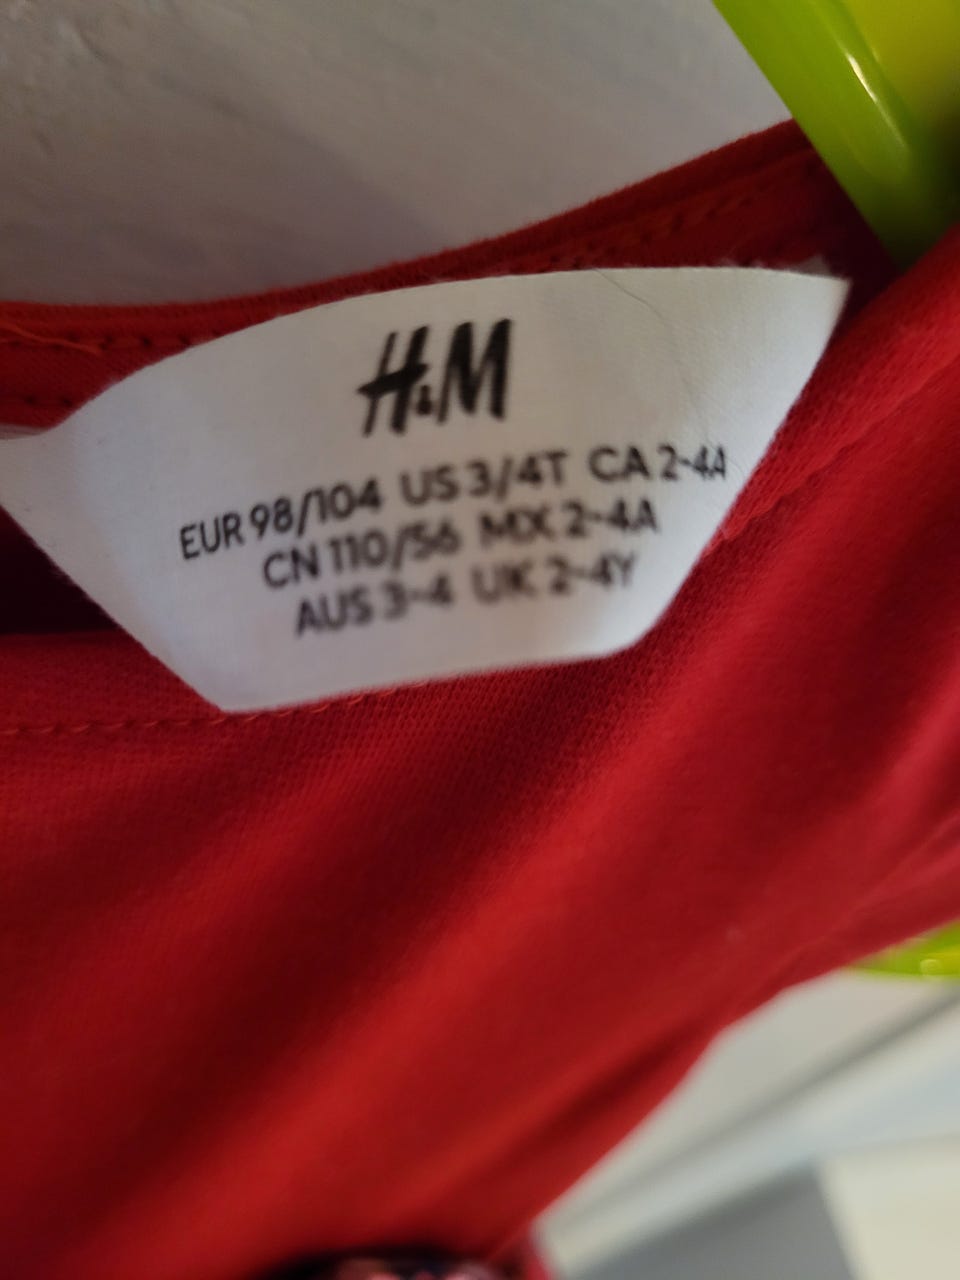 H&M
EUR 98/104 US 3/4T CA 2-4A
CN 110/56 MX 2-4A
AUS 3-4 UK 2-4Y